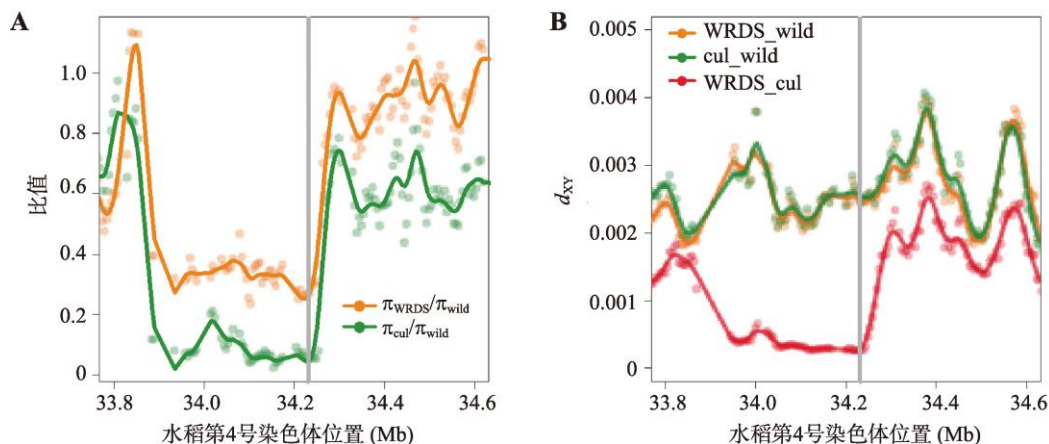 A
比值
1.0
0.8
0.6
0.4
0.2
0
πWRDS/πwild
πcul/πwild
33.8 34.0 34.2 34.4 34.6
水稻第4号染色体位置 (Mb)
B
dXY
0.005
0.004
0.003
0.002
0.001
0
WRDS_wild
cul_wild
WRDS_cul
33.8 34.0 34.2 34.4 34.6
水稻第4号染色体位置 (Mb)